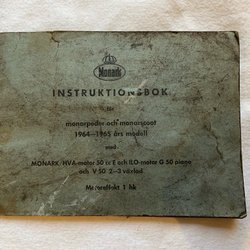 Monark
INSTRUKTIONSBOK
för
monarpeder och monarscoot
1964—1965 års modell
med
MONARK/HVA-motor 50 cc E och ILO-motor G 50 piano
och V 50 2—3 växlad
Motoreffekt 1 hk